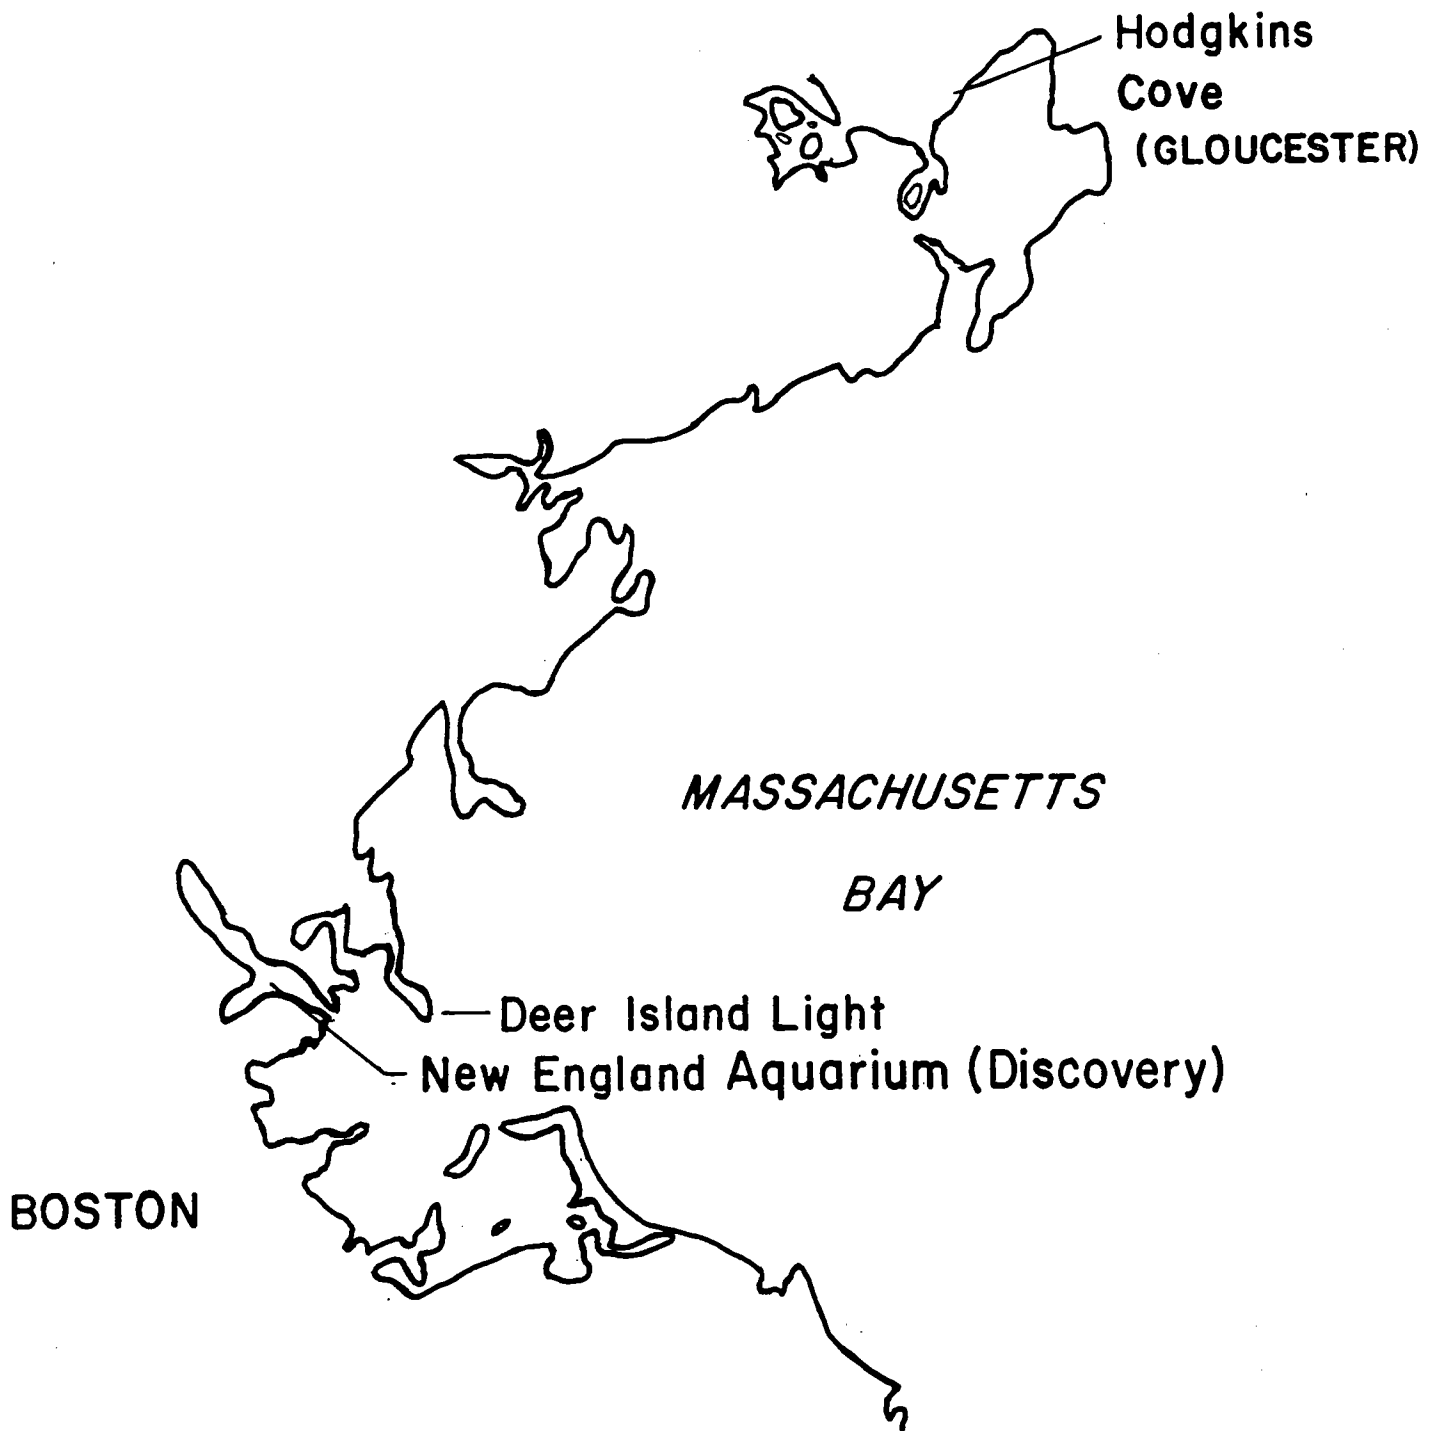 Hodgkins
Cove
(GLOUCESTER)
MASSACHUSETTS
BAY
Deer Island Light
New England Aquarium (Discovery)
BOSTON